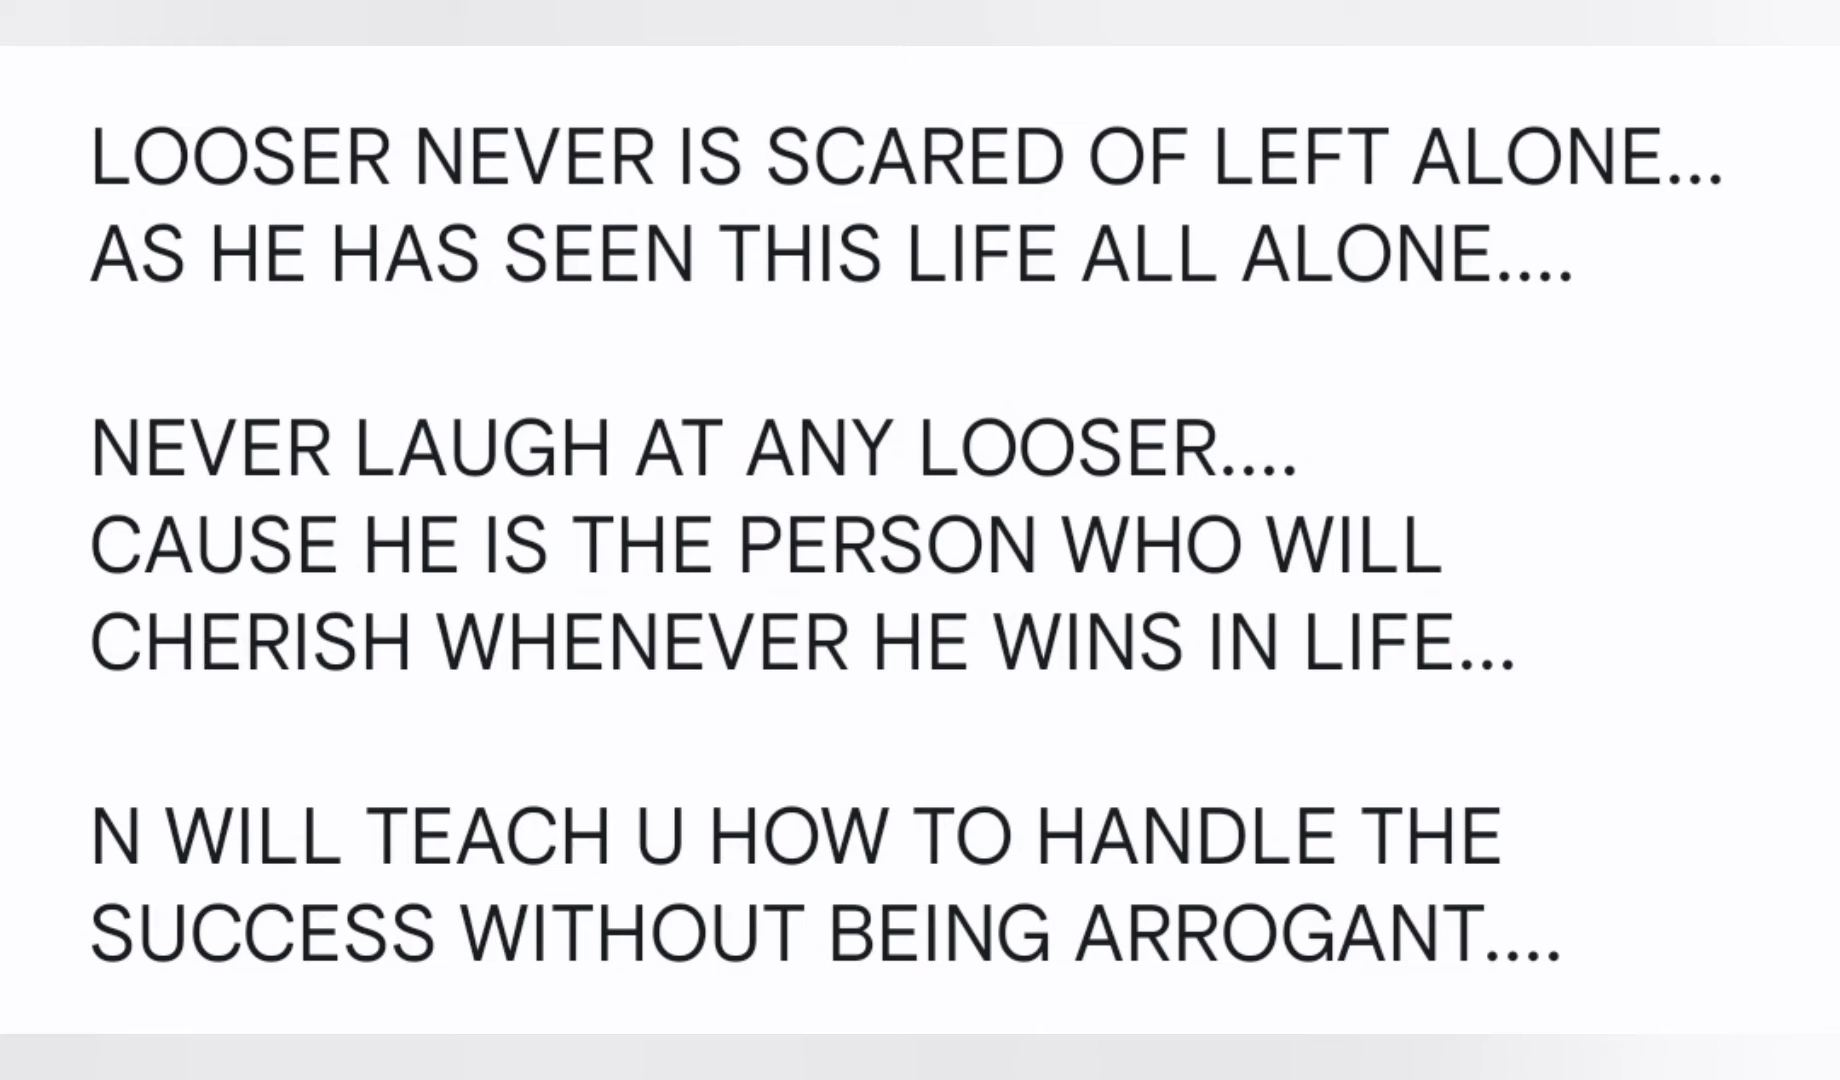 LOOSER NEVER IS SCARED OF LEFT ALONE...
AS HE HAS SEEN THIS LIFE ALL ALONE....
NEVER LAUGH AT ANY LOOSER....
CAUSE HE IS THE PERSON WHO WILL
CHERISH WHENEVER HE WINS IN LIFE...
N WILL TEACH U HOW TO HANDLE THE
SUCCESS WITHOUT BEING ARROGANT....